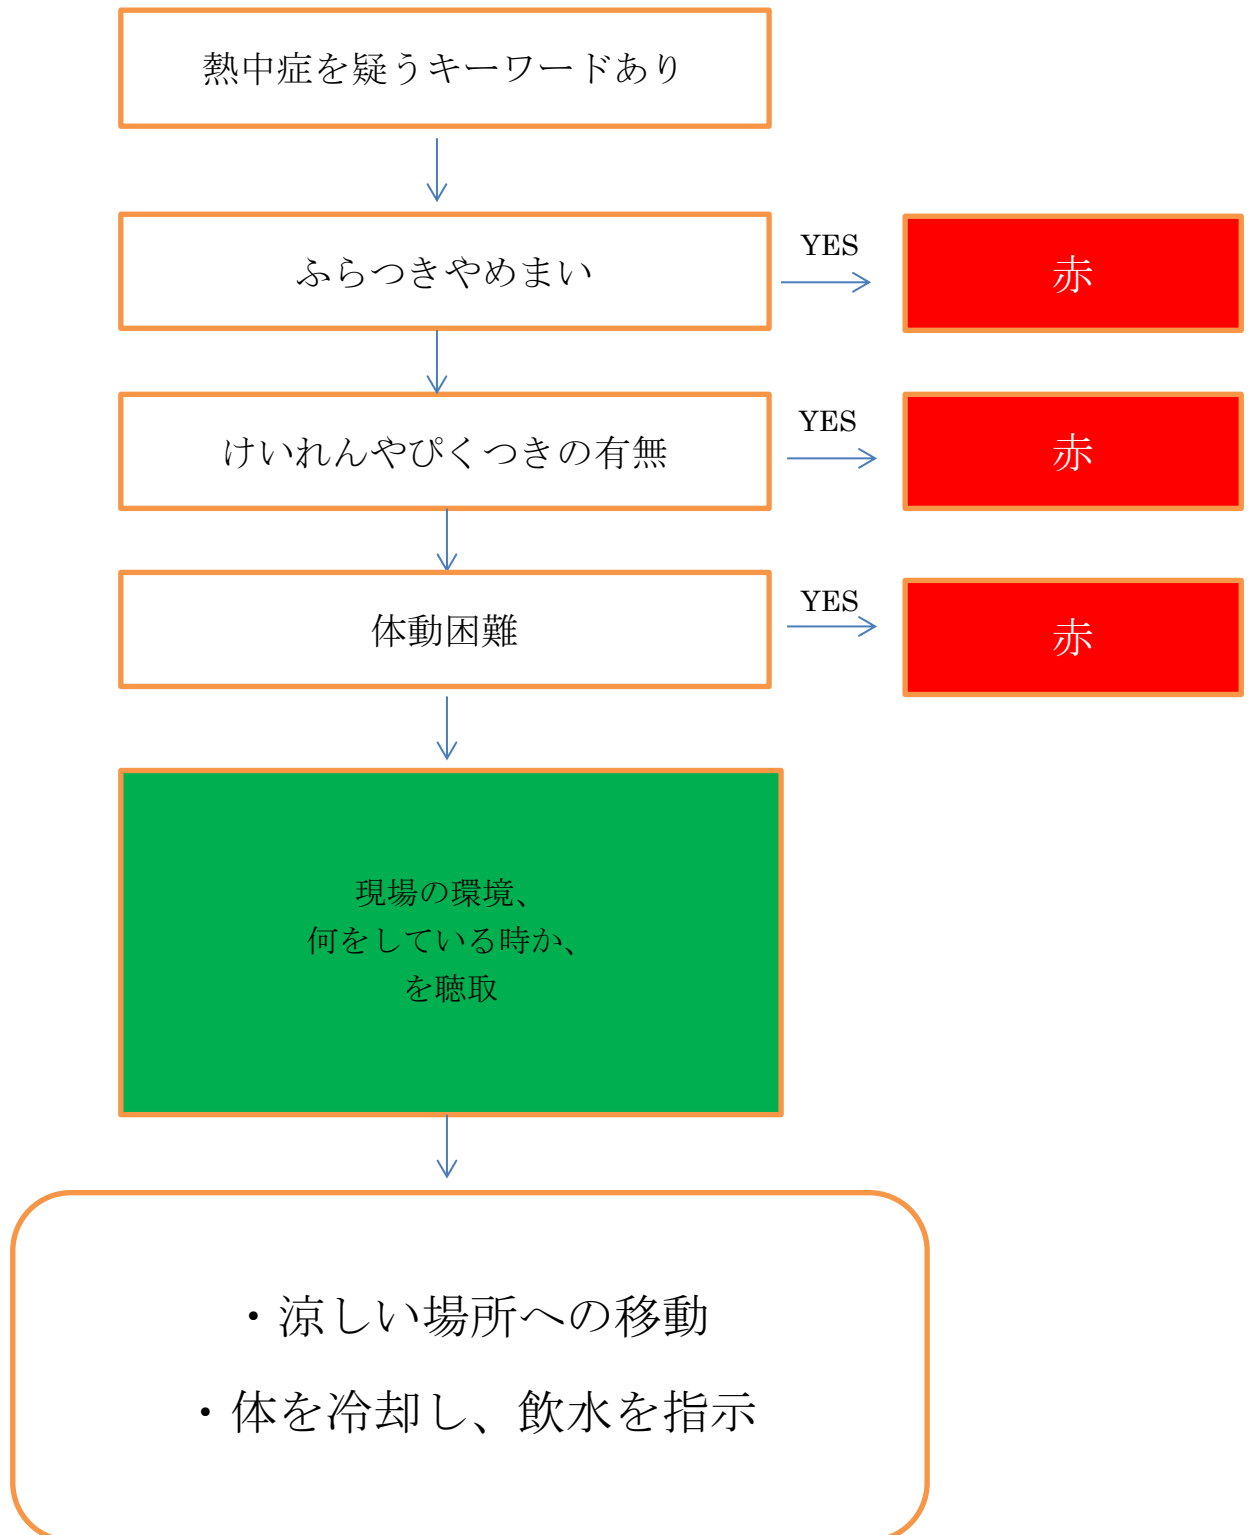 熱中症を疑うキーワードあり
ふらつきやめまい
YES
赤
けいれんやぴくつきの有無
YES
赤
体動困難
YES
赤
現場の環境、
何をしている時か、
を聴取
・涼しい場所への移動
・体を冷却し、飲水を指示